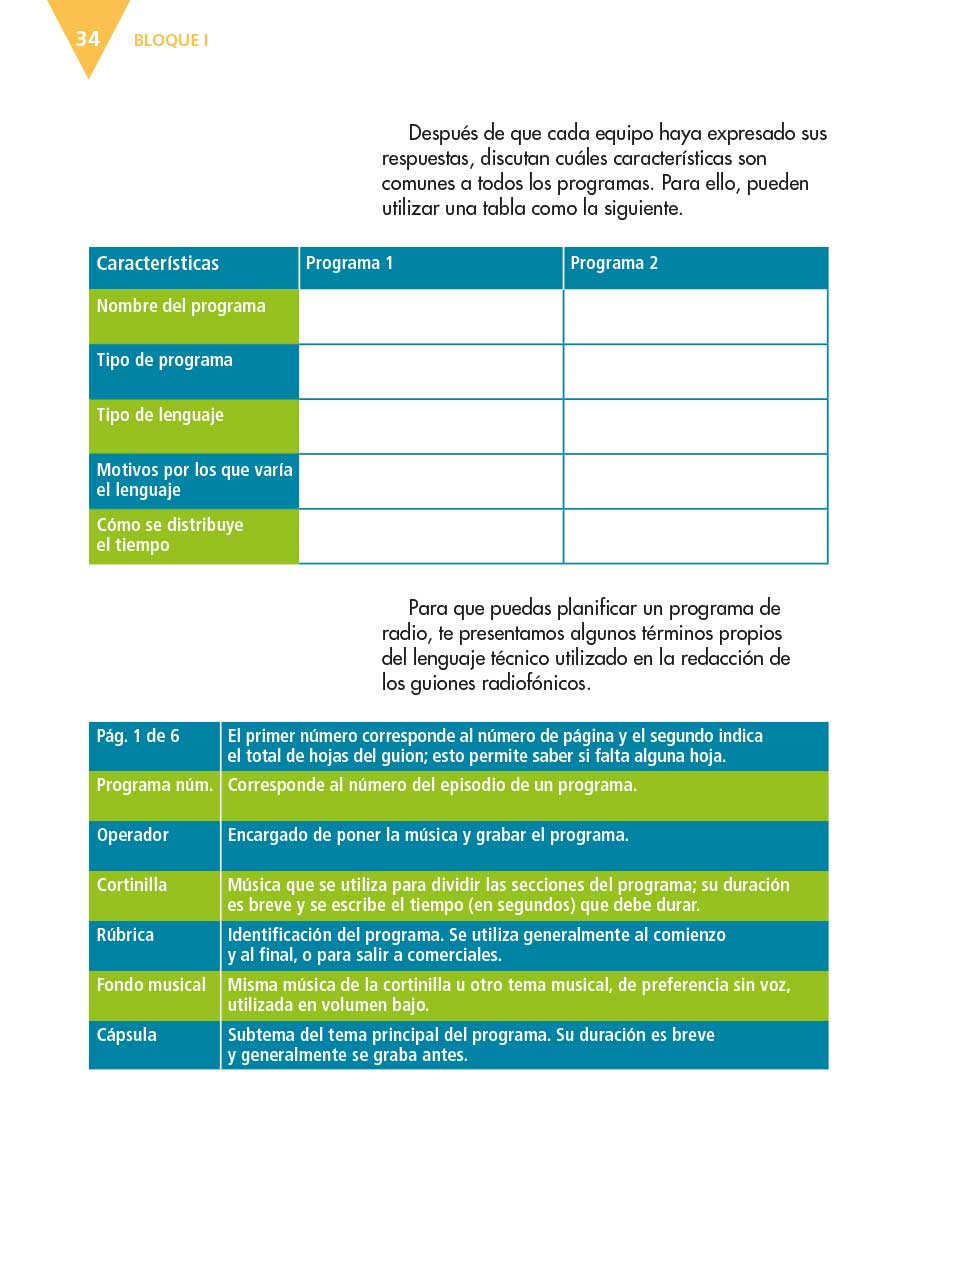 34 BLOQUE I
Después de que cada equipo haya expresado sus
respuestas, discutan cuáles características son
comunes a todos los programas. Para ello, pueden
utilizar una tabla como la siguiente.
Características Programa 1 Programa 2
Nombre del programa
Tipo de programa
Tipo de lenguaje
Motivos por los que varía
el lenguaje
Cómo se distribuye
el tiempo
Para que puedas planificar un programa de
radio, te presentamos algunos términos propios
del lenguaje técnico utilizado en la redacción de
los guiones radiofónicos.
Pág. 1 de 6 El primer número corresponde al número de página y el segundo indica
el total de hojas del guion; esto permite saber si falta alguna hoja.
Programa núm. Corresponde al número del episodio de un programa.
Operador Encargado de poner la música y grabar el programa.
Cortinilla Música que se utiliza para dividir las secciones del programa; su duración
es breve y se escribe el tiempo (en segundos) que debe durar.
Rúbrica Identificación del programa. Se utiliza generalmente al comienzo
y al final, o para salir a comerciales.
Fondo musical Misma música de la cortinilla u otro tema musical, de preferencia sin voz,
utilizada en volumen bajo.
Cápsula Subtema del tema principal del programa. Su duración es breve
y generalmente se graba antes.